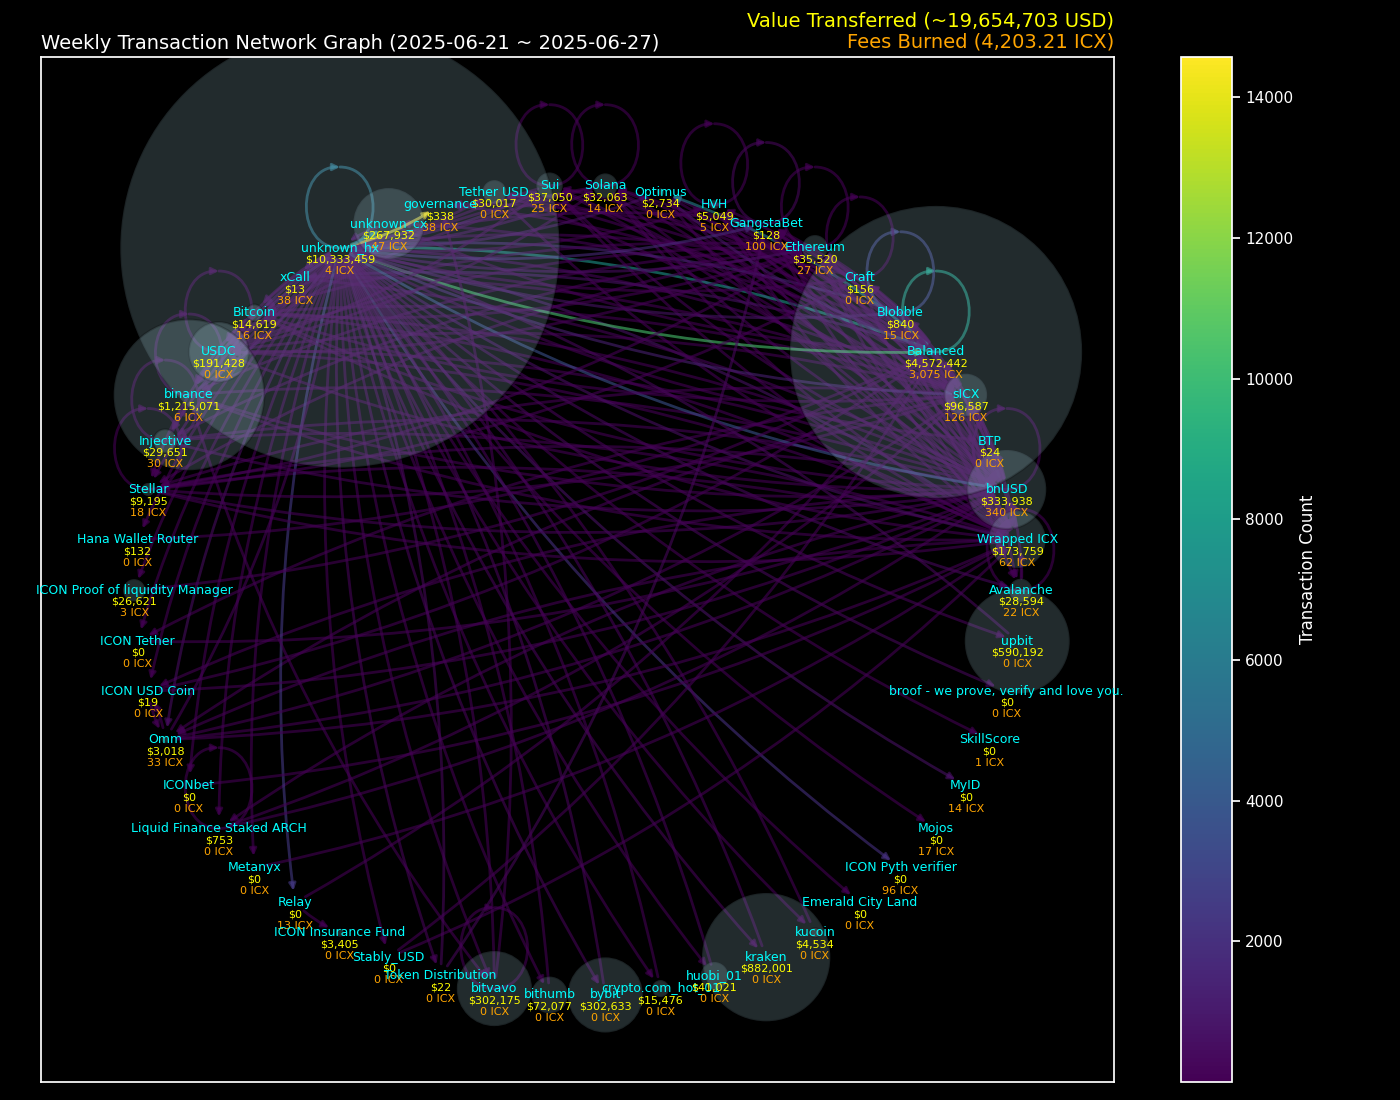 Value Transferred (~19,654,703 USD)
Weekly Transaction Network Graph (2025-06-21 ~ 2025-06-27)
Fees Burned (4,203.21 ICX)
Tether USD
$30,017
0 ICX
Sui
$37,050
25 ICX
Solana
$32,063
14 ICX
Optimus
$2,734
0 ICX
HVH
$5,049
5 ICX
GangstaBet
$128
100 ICX
governance
$338
38 ICX
unknown_cx
$267,932
47 ICX
unknown_hx
$10,333,459
4 ICX
Ethereum
$35,520
27 ICX
xCall
$13
38 ICX
Craft
$156
0 ICX
Bitcoin
$14,619
16 ICX
Blobble
$840
15 ICX
USDC
$191,428
0 ICX
Balanced
$4,572,442
3,075 ICX
binance
$1,215,071
6 ICX
sICX
$96,587
126 ICX
Injective
$29,651
30 ICX
BTP
$24
0 ICX
Stellar
$9,195
18 ICX
bnUSD
$333,938
340 ICX
Hana Wallet Router
$132
0 ICX
Wrapped ICX
$173,759
62 ICX
ICON Proof of liquidity Manager
$26,621
3 ICX
Avalanche
$28,594
22 ICX
ICON Tether
$0
0 ICX
upbit
$590,192
0 ICX
ICON USD Coin
$19
0 ICX
broof - we prove, verify and love you.
$0
0 ICX
Omm
$3,018
33 ICX
SkillScore
$0
1 ICX
ICONbet
$0
0 ICX
MyID
$0
14 ICX
Liquid Finance Staked ARCH
$753
0 ICX
Mojos
$0
17 ICX
Metanyx
$0
0 ICX
ICON Pyth verifier
$0
96 ICX
Relay
$0
13 ICX
Emerald City Land
$0
0 ICX
ICON Insurance Fund
$3,405
0 ICX
kucoin
$4,534
0 ICX
Stably_USD
$0
0 ICX
kraken
$882,001
0 ICX
Token Distribution
$22
0 ICX
huobi_01
0 ICX
bitvavo
$302,175
0 ICX
bithumb
$72,077
0 ICX
bybit
$302,633
0 ICX
$15,476
0 ICX
14000
12000
10000
8000
6000
4000
2000
Transaction Count